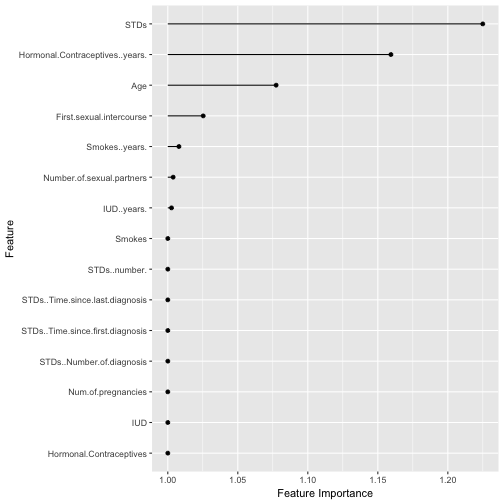 STDs
Hormonal.Contraceptives..years.
Age
First.sexual.intercourse
Smokes..years.
Number.of.sexual.partners
IUD..years.
Smokes
STDs..number.
STDs..Time.since.last.diagnosis
STDs..Time.since.first.diagnosis
STDs..Number.of.diagnosis
Num.of.pregnancies
IUD
Hormonal.Contraceptives
Feature
1.00 1.05 1.10 1.15 1.20
Feature Importance